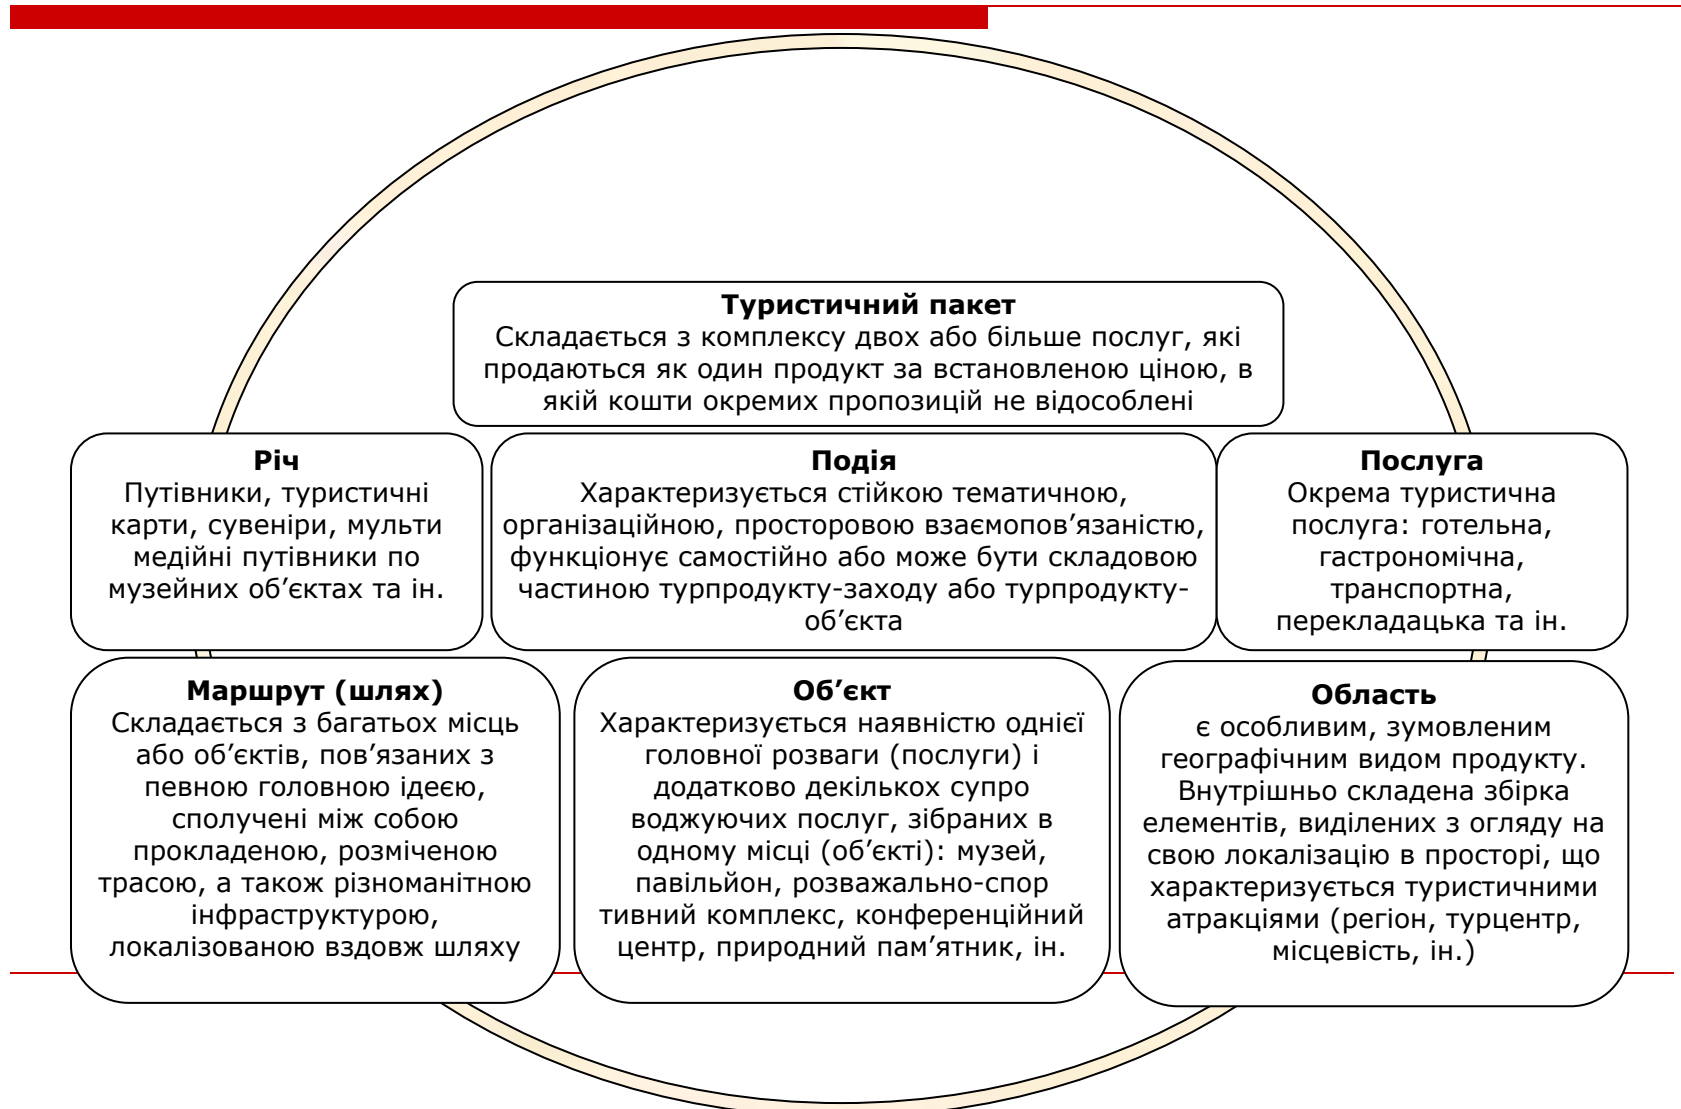 Туристичний пакет
Складається з комплексу двох або більше послуг, які
продаються як один продукт за встановленою ціною, в
якій кошти окремих пропозицій не відособлені
Річ
Путівники, туристичні
карти, сувеніри, мульти
медійні путівники по
музейних об’єктах та ін.
Подія
Характеризується стійкою тематичною,
організаційною, просторовою взаємопов’язаністю,
функціонує самостійно або може бути складовою
частиною турпродукту-заходу або турпродукту-
об’єкта
Послуга
Окрема туристична
послуга: готельна,
гастрономічна,
транспортна,
перекладацька та ін.
Маршрут (шлях)
Складається з багатьох місць
або об’єктів, пов’язаних з
певною головною ідеєю,
сполучені між собою
прокладеною, розміченою
трасою, а також різноманітною
інфраструктурою,
локалізованою вздовж шляху
Об’єкт
Характеризується наявністю однієї
головної розваги (послуги) і
додатково декількох супро
воджуючих послуг, зібраних в
одному місці (об’єкті): музей,
павільйон, розважально-спор
тивний комплекс, конференційний
центр, природний пам’ятник, ін.
Область
є особливим, зумовленим
географічним видом продукту.
Внутрішньо складена збірка
елементів, виділених з огляду на
свою локалізацію в просторі, що
характеризується туристичними
атракціями (регіон, турцентр,
місцевість, ін.)